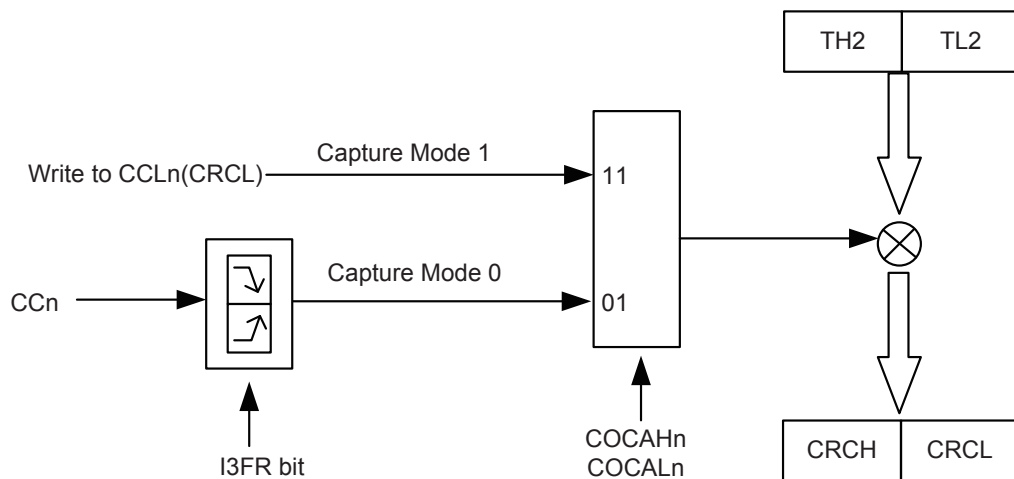 TH2 TL2
Capture Mode 1
Write to CCLn(CRCL)
11
Capture Mode 0
CCn
01
COCAHn
COCALn
I3FR bit
CRCH CRCL